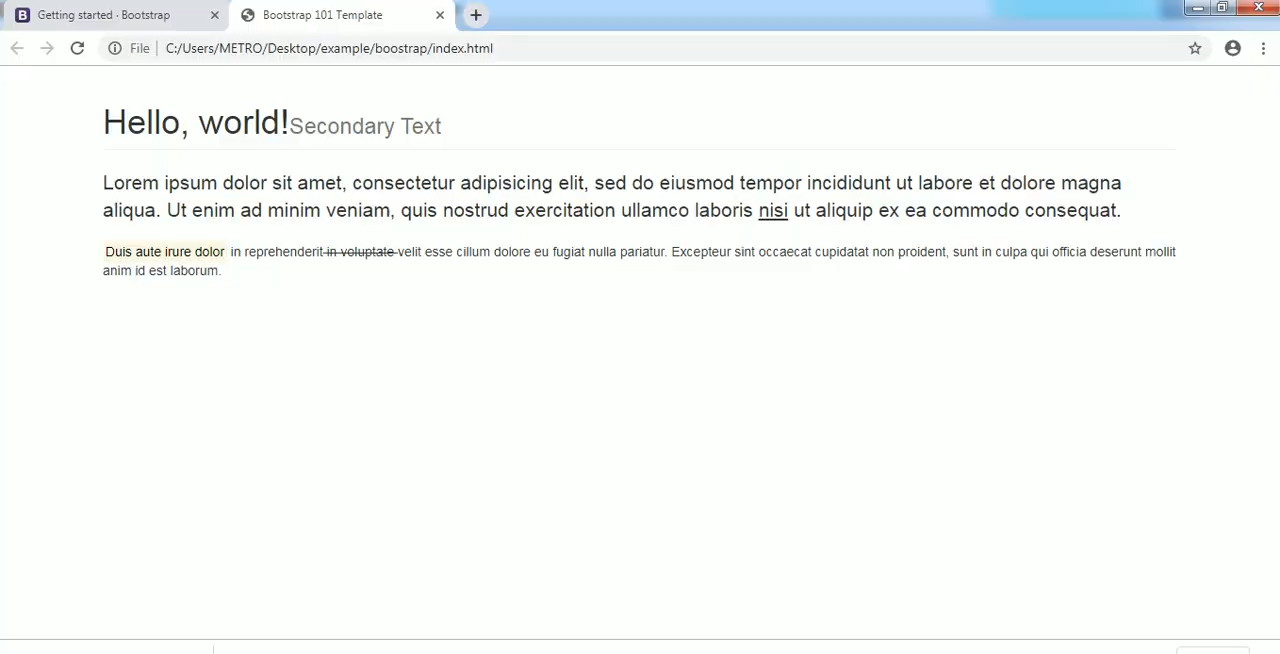 Getting started · Bootstrap
Bootstrap 101 Template
File
C:/Users/METRO/Desktop/example/boostrap/index.html
Hello, world!Secondary Text
Lorem ipsum dolor sit amet, consectetur adipisicing elit, sed do eiusmod tempor incididunt ut labore et dolore magna
aliqua. Ut enim ad minim veniam, quis nostrud exercitation ullamco laboris nisi ut aliquip ex ea commodo consequat.
Duis aute irure dolor in reprehenderit in voluptate velit esse cillum dolore eu fugiat nulla pariatur. Excepteur sint occaecat cupidatat non proident, sunt in culpa qui officia deserunt mollit
anim id est laborum.